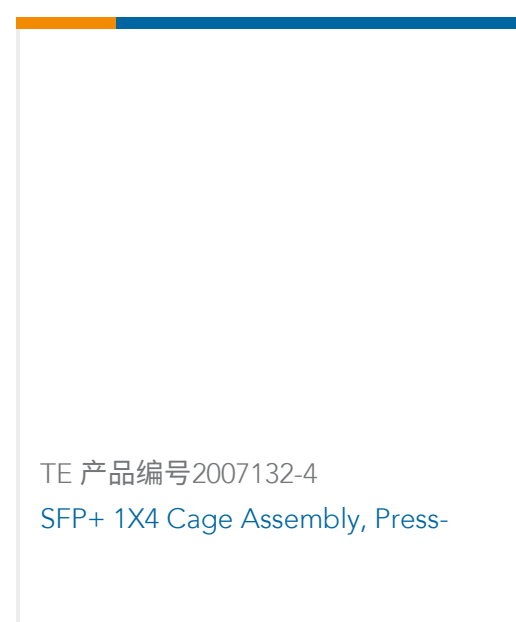 TE 产品编号2007132-4
SFP+ 1X4 Cage Assembly, Press-